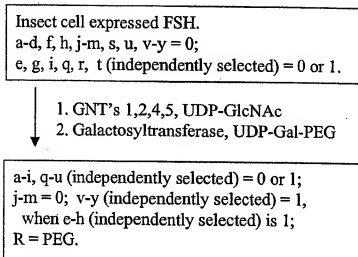 Insect cell expressed FSH.
a-d, f, h, j-m, s, u, v-y = 0;
e, g, i, q, r, t (independently selected) = 0 or 1.
1. GNT's 1,2,4,5, UDP-GlcNAc
2. Galactosyltransferase, UDP-Gal-PEG
a-i, q-u (independently selected) = 0 or 1;
j-m = 0; v-y (independently selected) = 1,
when e-h (independently selected) is 1;
R = PEG.